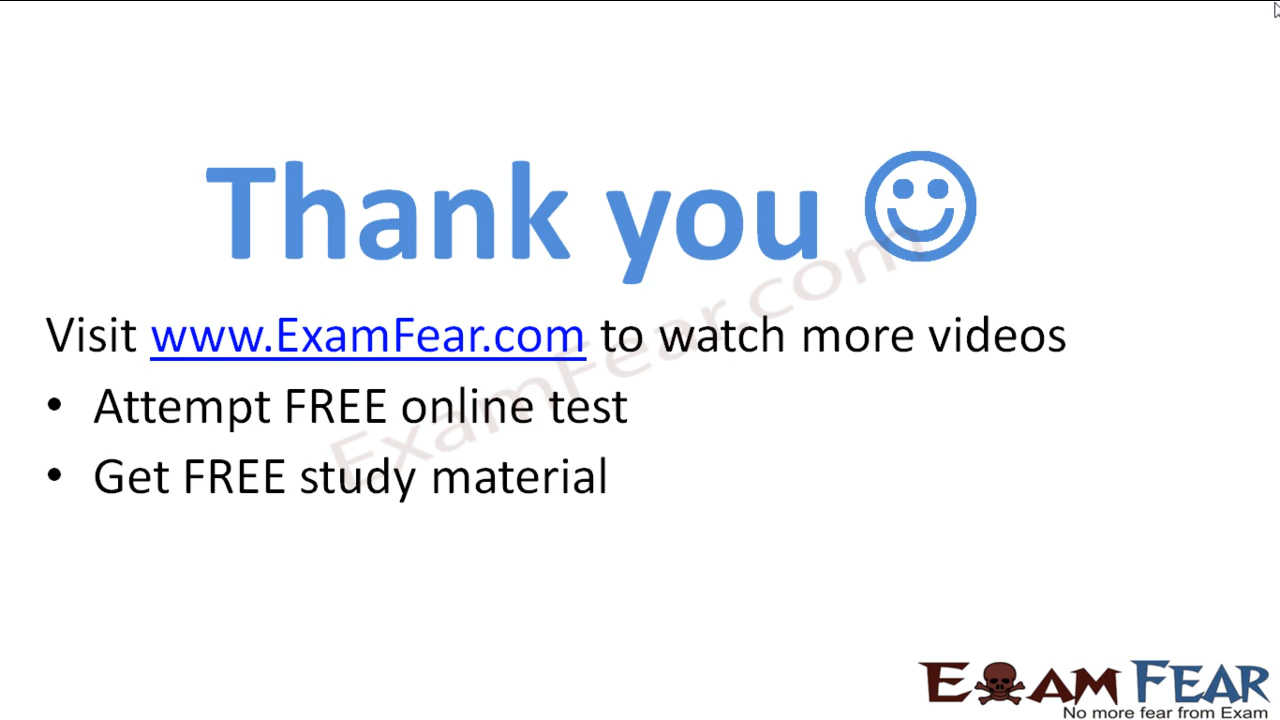 Thank you ☺
Visit www.ExamFear.com to watch more videos
• Attempt FREE online test
• Get FREE study material
ExamFear.com
EXAM FEAR
No more fear from Exam